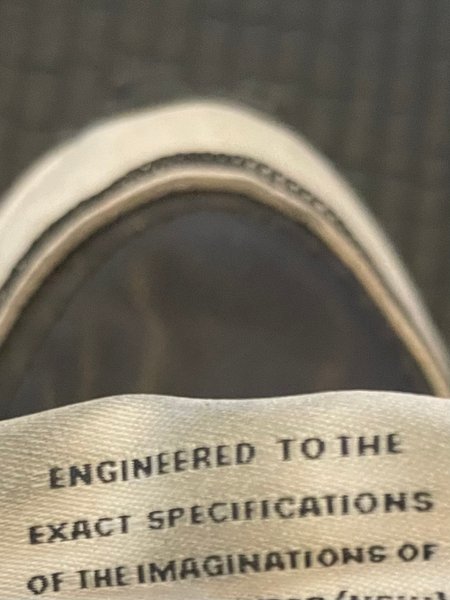 ENGINEERED TO THE
EXACT SPECIFICATIONS
OF THE IMAGINATIONS OF